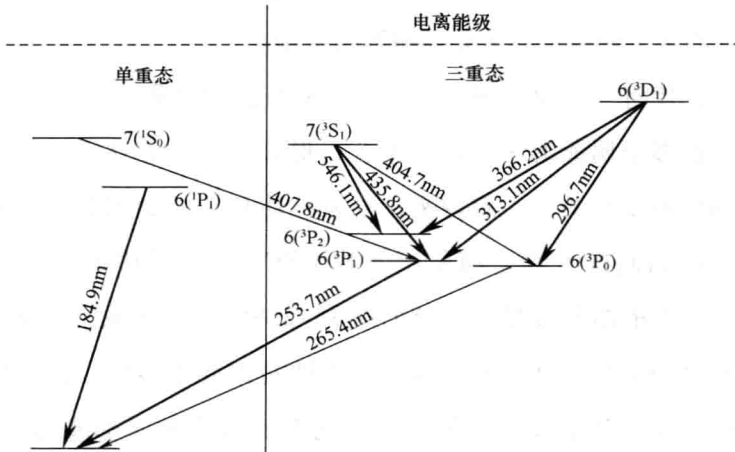 电离能级
单重态
三重态
6(³D₁)
7(¹S₀)
7(³S₁)
366.2nm
404.7nm
546.1nm
435.8nm
313.1nm
296.7nm
6(¹P₁)
407.8nm
6(³P₂)
6(³P₁)
6(³P₀)
184.9nm
253.7nm
265.4nm